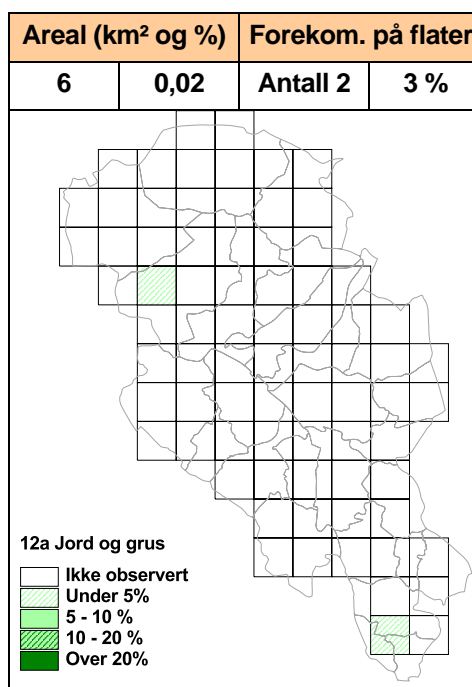 Areal (km² og %) Forekom. på flater
6 0,02 Antall 2 3 %
12a Jord og grus
Ikke observert
Under 5%
5 - 10 %
10 - 20 %
Over 20%